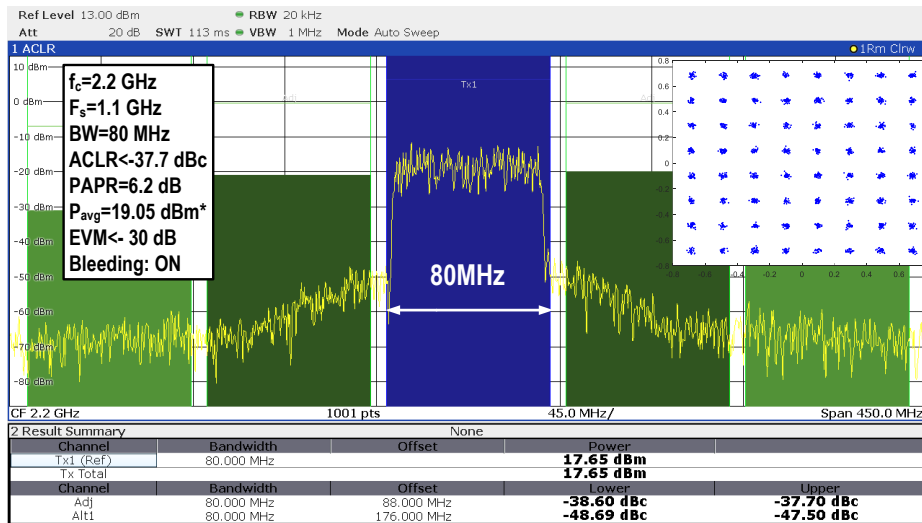 Ref Level 13.00 dBm RBW 20 kHz
Att 20 dB SWT 113 ms VBW 1 MHz Mode Auto Sweep
1 ACLR 1Rm Clrw
10 dBm
0 dBm
-10 dBm
-20 dBm
-30 dBm
-40 dBm
-50 dBm
-60 dBm
-70 dBm
-80 dBm
fc=2.2 GHz
Fs=1.1 GHz
BW=80 MHz
ACLR<-37.7 dBc
PAPR=6.2 dB
Pavg=19.05 dBm*
EVM<- 30 dB
Bleeding: ON
Adj
Tx1
80MHz
0.8
0.6
0.4
0.2
0
-0.2
-0.4
-0.6
-0.8
-0.8 -0.6 -0.4 -0.2 0 0.2 0.4 0.6
CF 2.2 GHz 1001 pts 45.0 MHz/ Span 450.0 MHz
2 Result Summary None
Channel Bandwidth Offset Power
Tx1 (Ref) 80.000 MHz 17.65 dBm
Tx Total 17.65 dBm
Channel Bandwidth Offset Lower Upper
Adj 80.000 MHz 88.000 MHz -38.60 dBc -37.70 dBc
Alt1 80.000 MHz 176.000 MHz -48.69 dBc -47.50 dBc